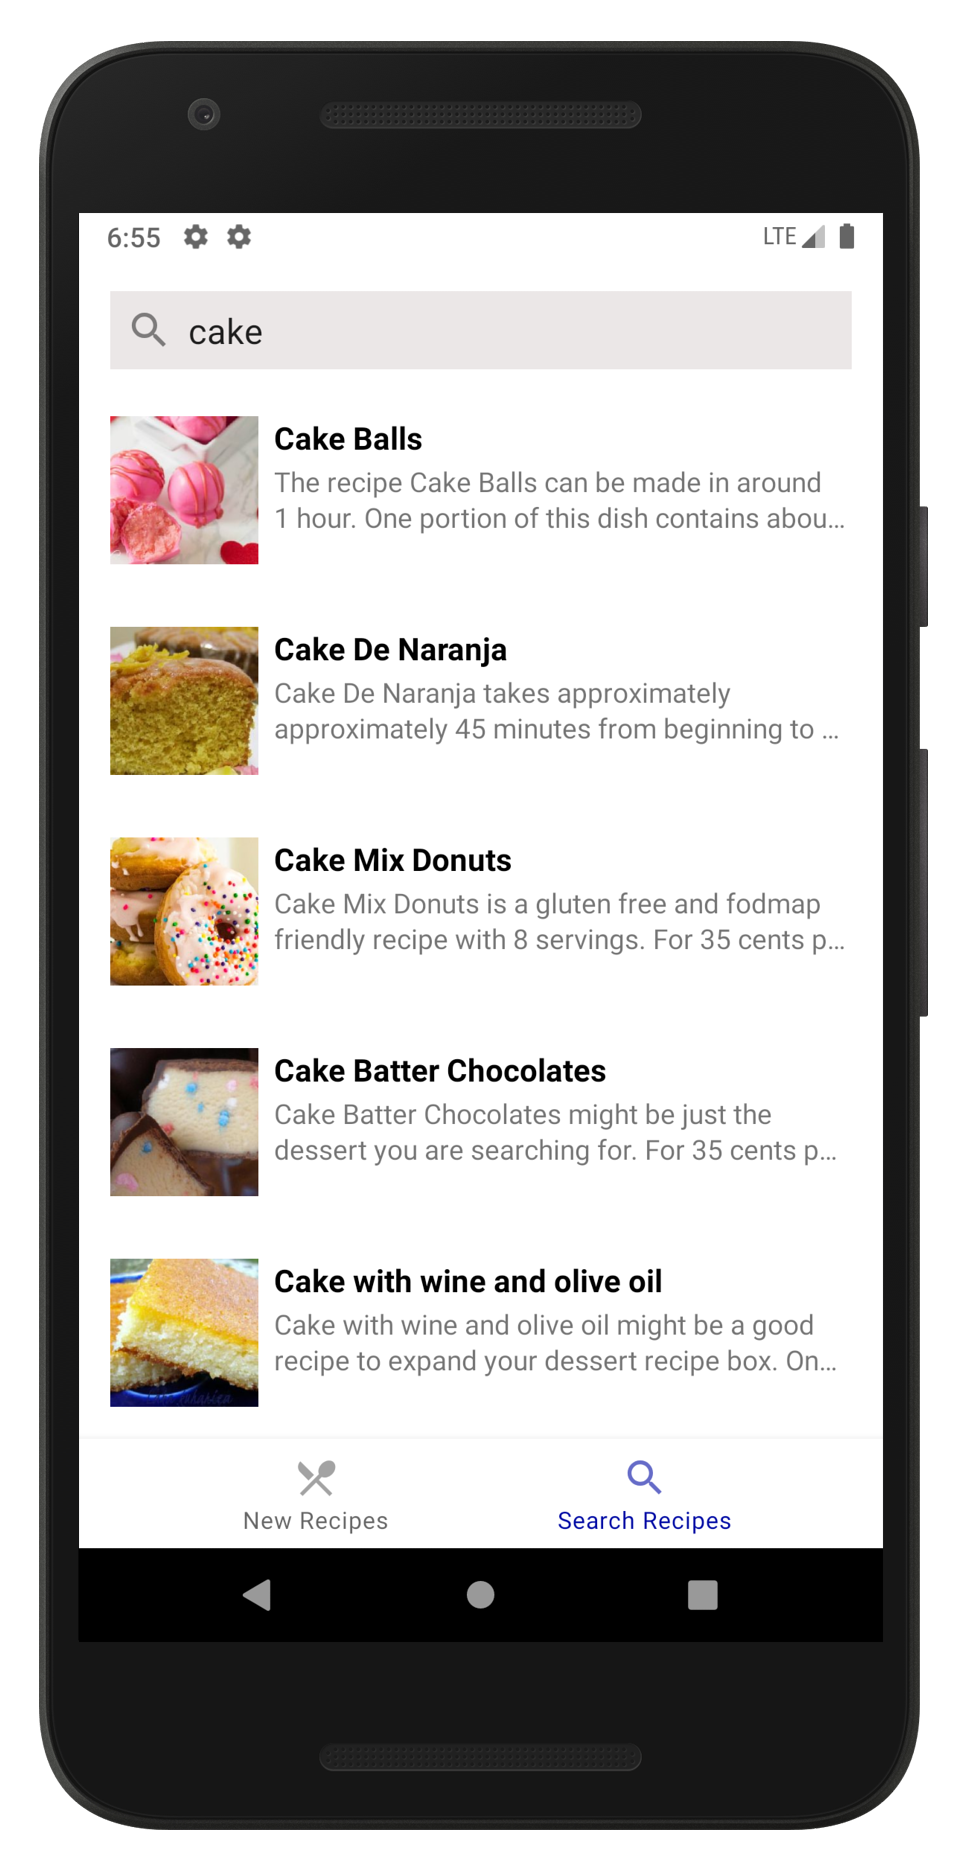 6:55
LTE
cake
Cake Balls
The recipe Cake Balls can be made in around
1 hour. One portion of this dish contains abou...
Cake De Naranja
Cake De Naranja takes approximately
approximately 45 minutes from beginning to ...
Cake Mix Donuts
Cake Mix Donuts is a gluten free and fodmap
friendly recipe with 8 servings. For 35 cents p...
Cake Batter Chocolates
Cake Batter Chocolates might be just the
dessert you are searching for. For 35 cents p...
Cake with wine and olive oil
Cake with wine and olive oil might be a good
recipe to expand your dessert recipe box. On...
New Recipes
Search Recipes